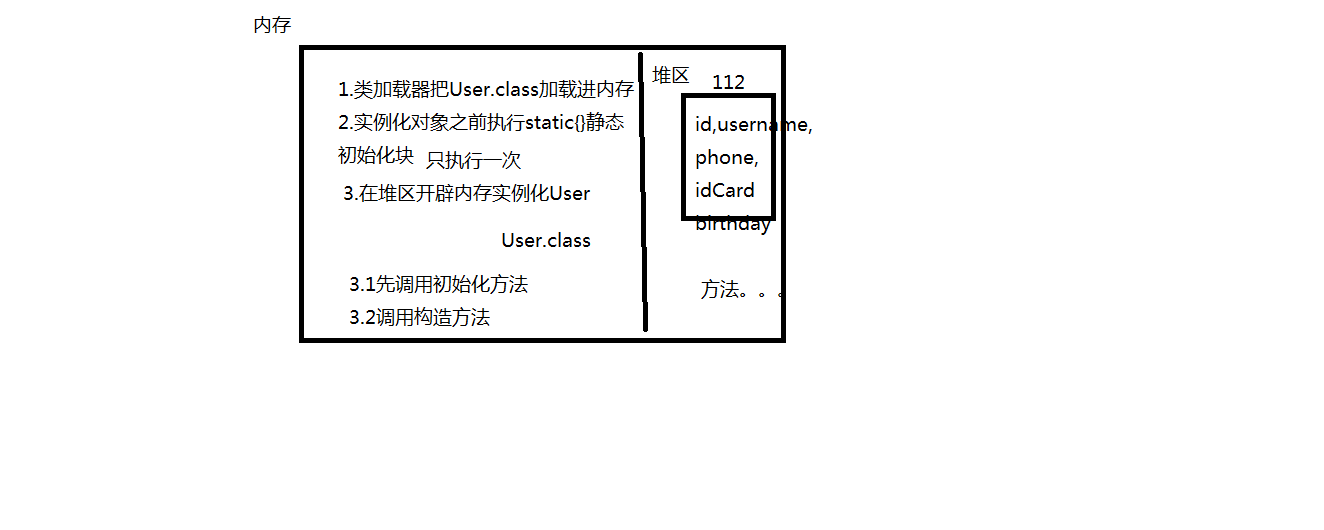 内存
1.类加载器把User.class加载进内存
2.实例化对象之前执行static{}静态
初始化块 只执行一次
3.在堆区开辟内存实例化User
User.class
3.1先调用初始化方法
3.2调用构造方法
堆区
112
id,username,
phone,
idCard
birthday
方法。。。